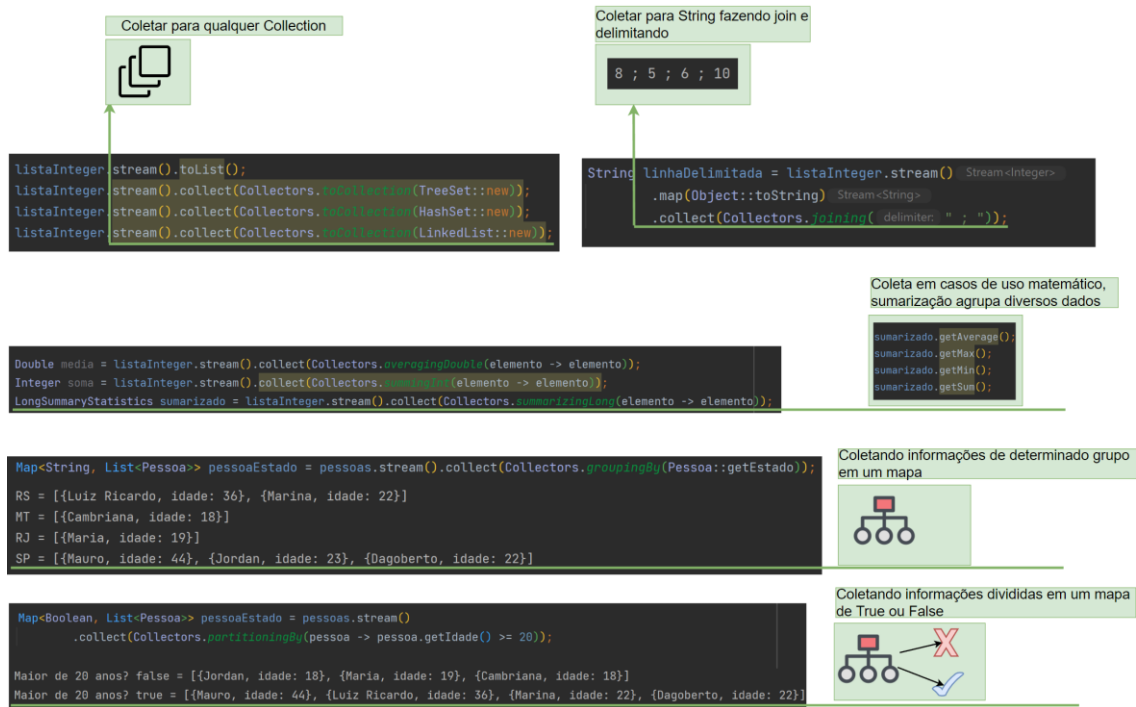 Coletar para qualquer Collection
Coletar para String fazendo join e
delimitando
8 ; 5 ; 6 ; 10
listaInteger.stream().toList();
listaInteger.stream().collect(Collectors.toCollection(TreeSet::new));
listaInteger.stream().collect(Collectors.toCollection(HashSet::new));
listaInteger.stream().collect(Collectors.toCollection(LinkedList::new));
String linhaDelimitada = listaInteger.stream() Stream<Integer>
.map(Object::toString) Stream<String>
.collect(Collectors.joining( delimiter: " ; "));
Coleta em casos de uso matemático,
sumarização agrupa diversos dados
sumarizado.getAverage();
sumarizado.getMax();
sumarizado.getMin();
sumarizado.getSum();
Double media = listaInteger.stream().collect(Collectors.averagingDouble(elemento -> elemento));
Integer soma = listaInteger.stream().collect(Collectors.summingInt(elemento -> elemento));
LongSummaryStatistics sumarizado = listaInteger.stream().collect(Collectors.summarizingLong(elemento -> elemento));
Map<String, List<Pessoa>> pessoaEstado = pessoas.stream().collect(Collectors.groupingBy(Pessoa::getEstado));
RS = [{Luiz Ricardo, idade: 36}, {Marina, idade: 22}]
MT = [{Cambriana, idade: 18}]
RJ = [{Maria, idade: 19}]
SP = [{Mauro, idade: 44}, {Jordan, idade: 23}, {Dagoberto, idade: 22}]
Coletando informações de determinado grupo
em um mapa
Map<Boolean, List<Pessoa>> pessoaEstado = pessoas.stream()
.collect(Collectors.partitioningBy(pessoa -> pessoa.getIdade() >= 20));
Maior de 20 anos? false = [{Jordan, idade: 18}, {Maria, idade: 19}, {Cambriana, idade: 18}]
Maior de 20 anos? true = [{Mauro, idade: 44}, {Luiz Ricardo, idade: 36}, {Marina, idade: 22}, {Dagoberto, idade: 22}]
Coletando informações divididas em um mapa
de True ou False